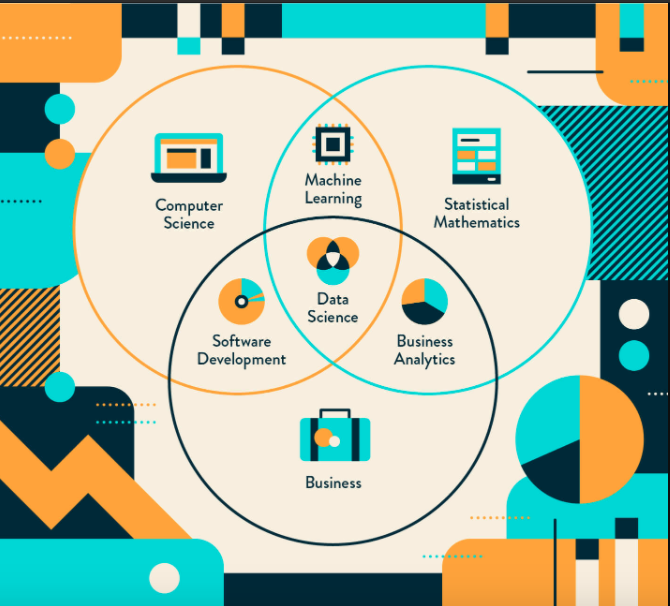 Machine
Learning
Computer
Science
Statistical
Mathematics
Data
Science
Software
Development
Business
Analytics
Business